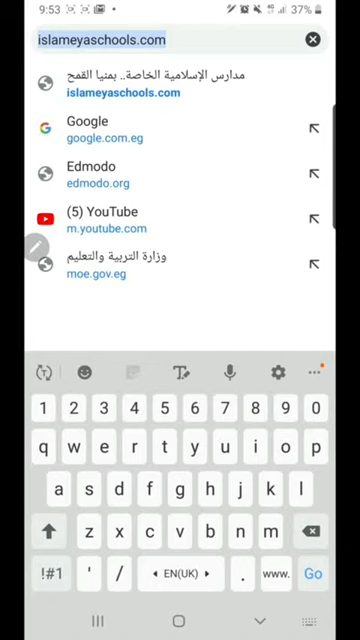 9:53
37%
islameyaschools.com
مدارس الإسلامية الخاصة.. بمنيا القمح
islameyaschools.com
Google
google.com.eg
Edmodo
edmodo.org
(5) YouTube
m.youtube.com
وزارة التربية والتعليم
moe.gov.eg
1 2 3 4 5 6 7 8 9 0
q w e r t y u i o p
a s d f g h j k l
z x c v b n m
!#1 ' / EN(UK) . www. Go